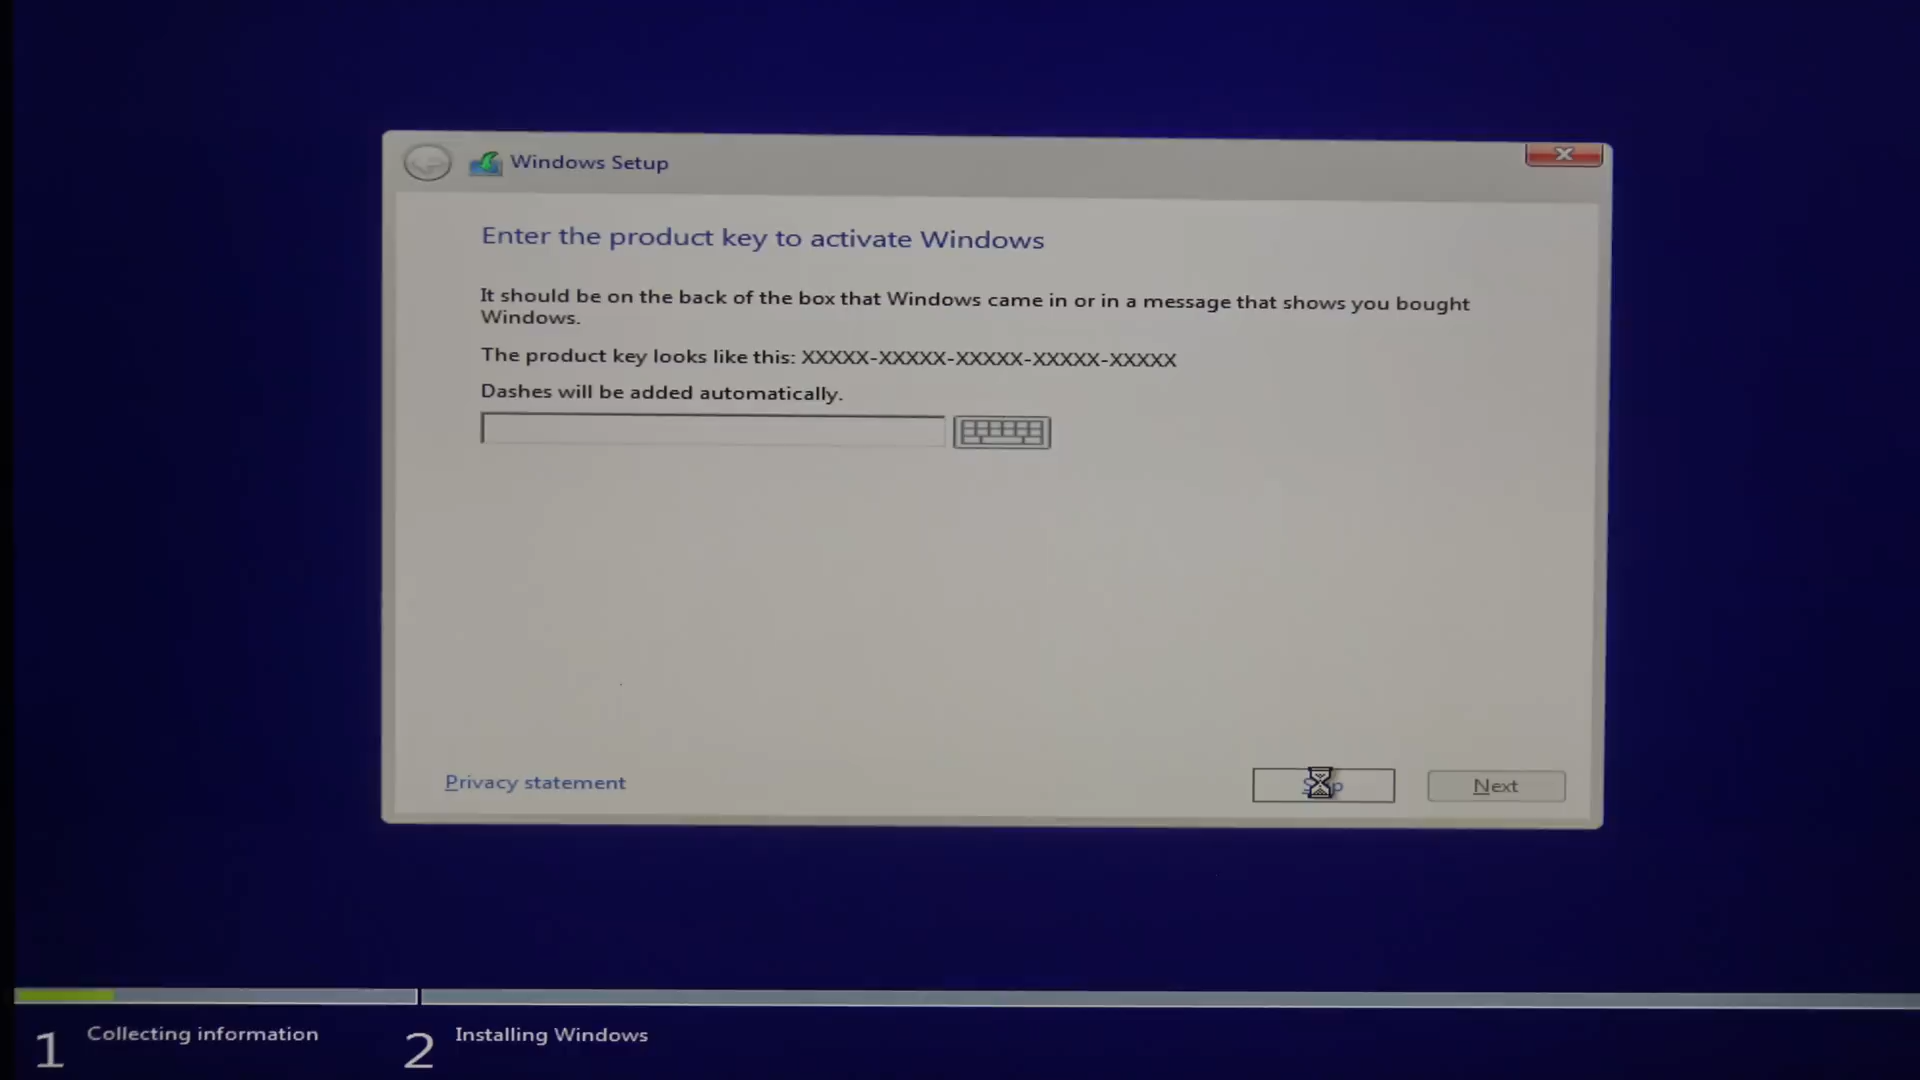 Windows Setup
Enter the product key to activate Windows
It should be on the back of the box that Windows came in or in a message that shows you bought
Windows.
The product key looks like this: XXXXX-XXXXX-XXXXX-XXXXX-XXXXX
Dashes will be added automatically.
Privacy statement
Next
1 Collecting information
2 Installing Windows